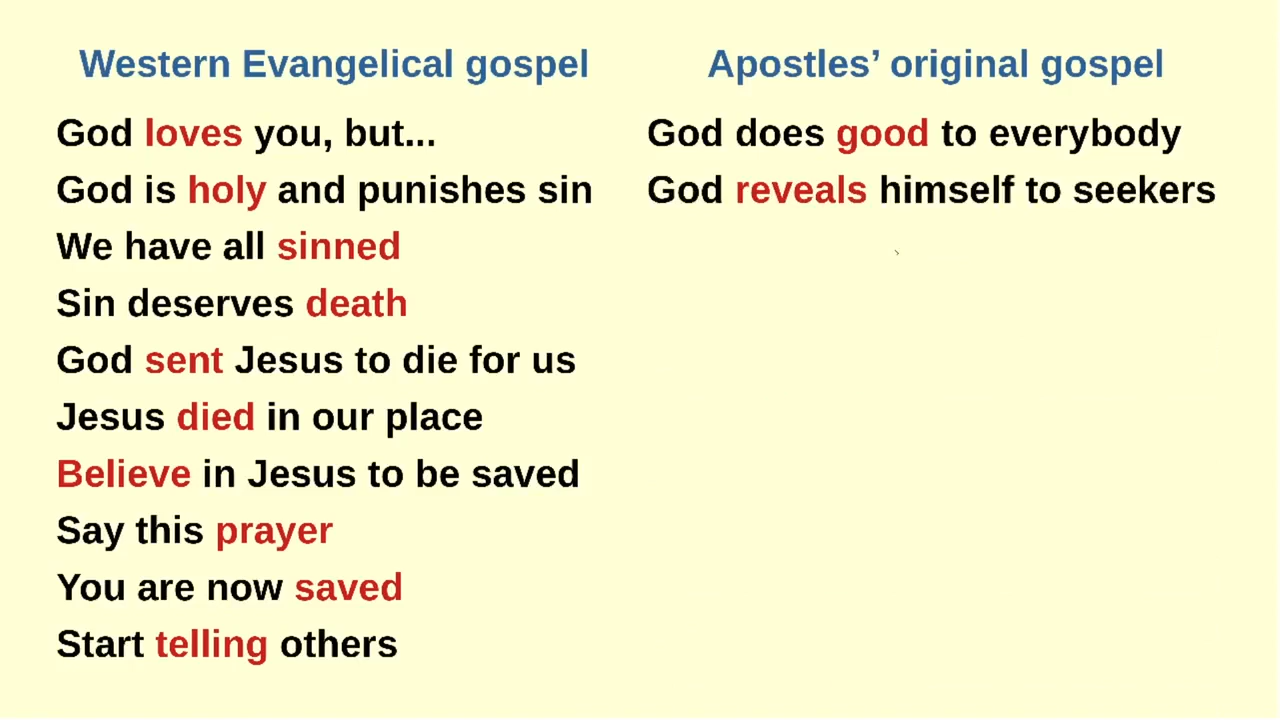 Western Evangelical gospel
God loves you, but...
God is holy and punishes sin
We have all sinned
Sin deserves death
God sent Jesus to die for us
Jesus died in our place
Believe in Jesus to be saved
Say this prayer
You are now saved
Start telling others
Apostles’ original gospel
God does good to everybody
God reveals himself to seekers